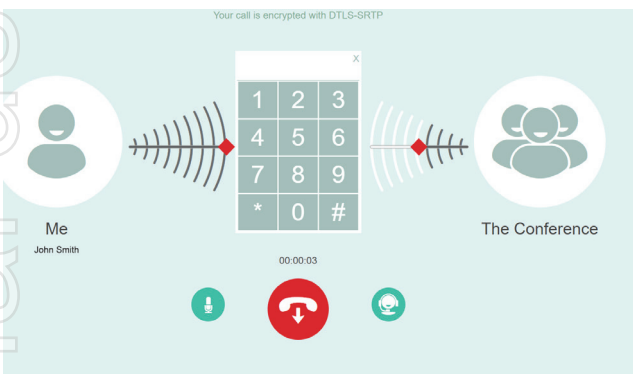 Your call is encrypted with DTLS-SRTP
X
1 2 3
4 5 6
7 8 9
* 0 #
Me
John Smith
The Conference
00:00:03